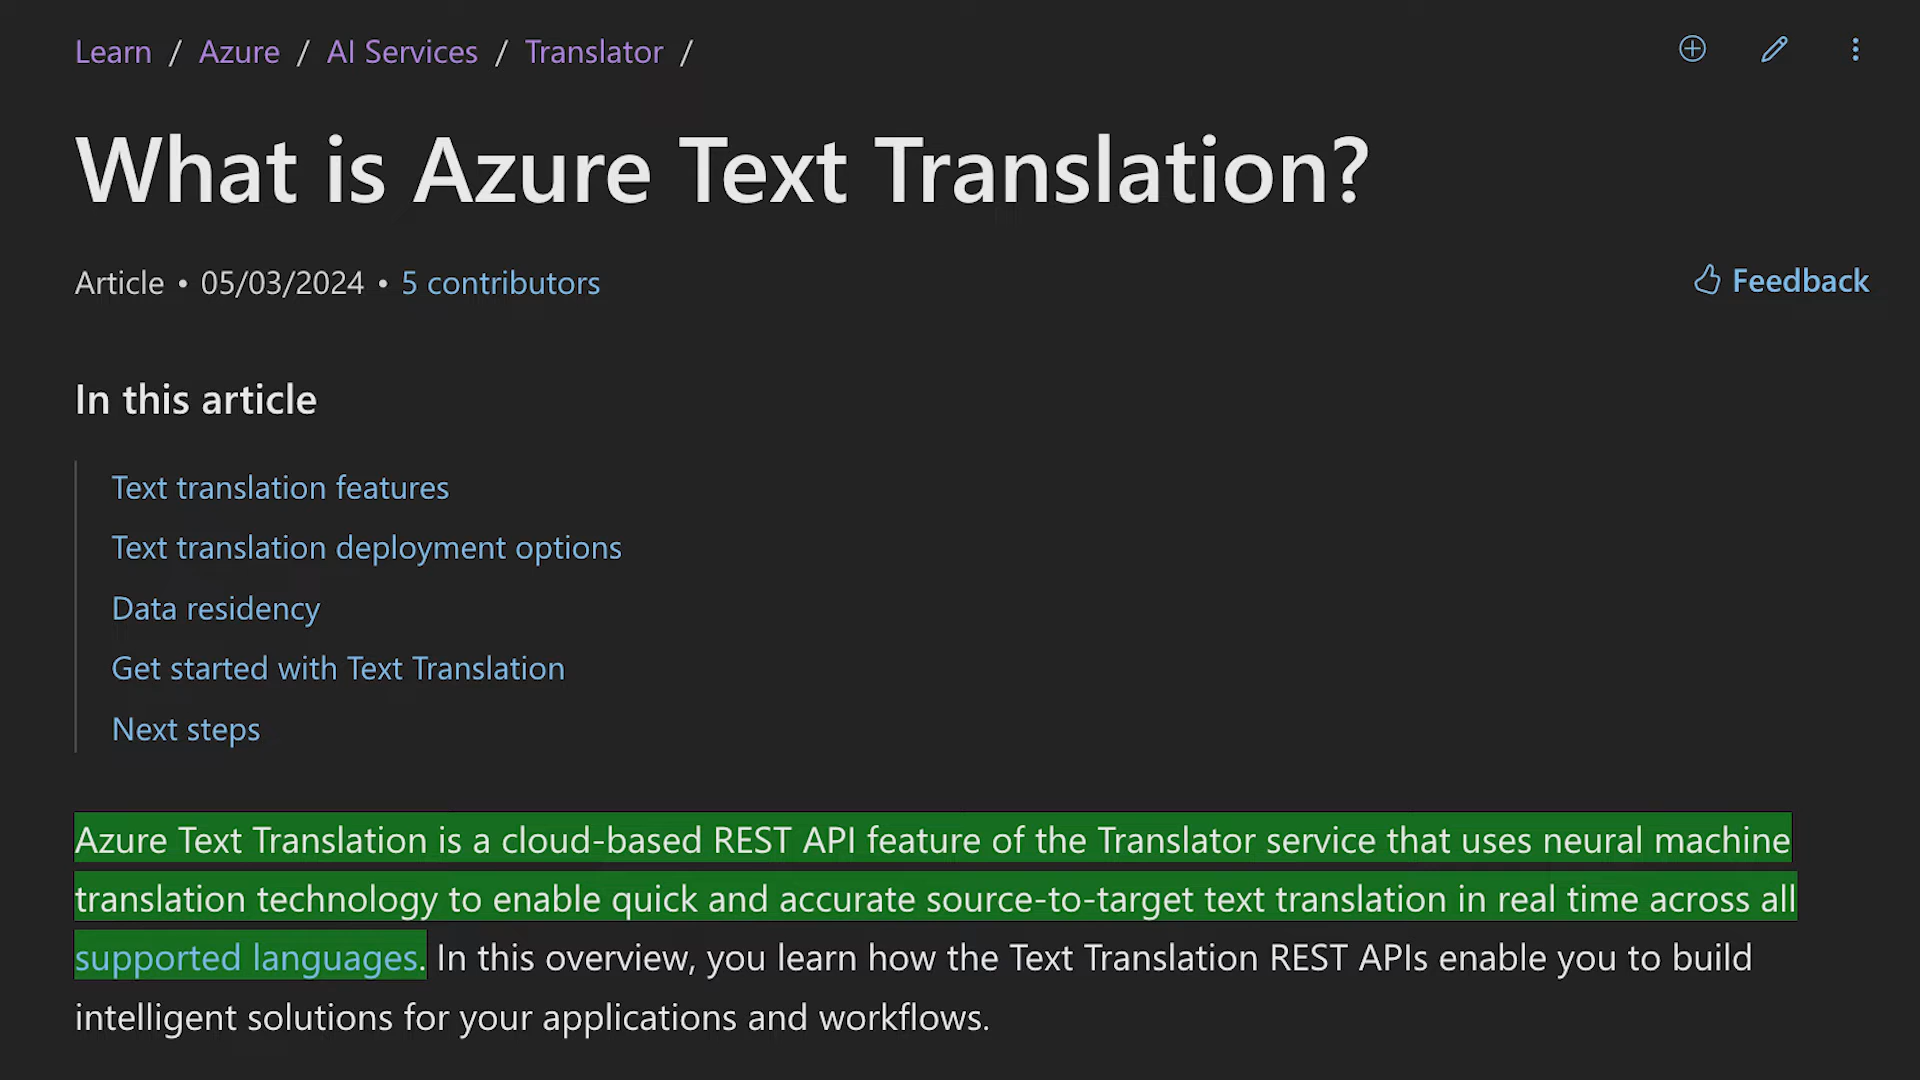 Learn / Azure / AI Services / Translator /
What is Azure Text Translation?
Article • 05/03/2024 • 5 contributors
Feedback
In this article
Text translation features
Text translation deployment options
Data residency
Get started with Text Translation
Next steps
Azure Text Translation is a cloud-based REST API feature of the Translator service that uses neural machine
translation technology to enable quick and accurate source-to-target text translation in real time across all
supported languages. In this overview, you learn how the Text Translation REST APIs enable you to build
intelligent solutions for your applications and workflows.